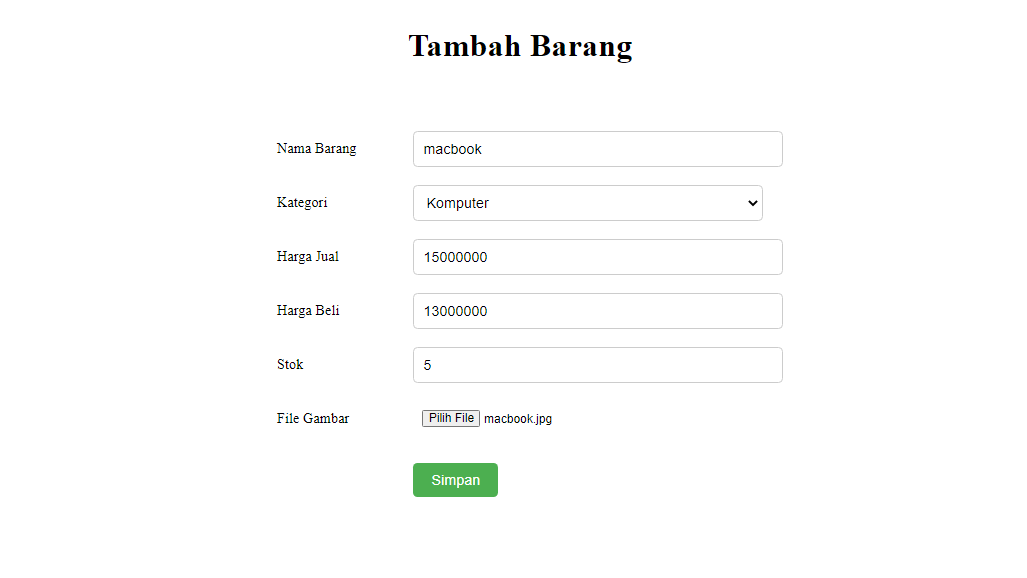 Tambah Barang
Nama Barang macbook
Kategori Komputer
Harga Jual 15000000
Harga Beli 13000000
Stok 5
File Gambar Pilih File macbook.jpg
Simpan